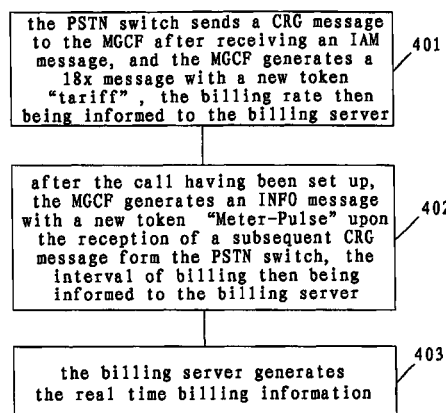 the PSTN switch sends a CRG message
to the MGCF after receiving an IAM
message, and the MGCF generates a
18x message with a new token
“tariff”, the billing rate then
being informed to the billing server
401
after the call having been set up,
the MGCF generates an INFO message
with a new token “Meter-Pulse” upon
the reception of a subsequent CRG
message form the PSTN switch, the
interval of billing then being
informed to the billing server
402
the billing server generates
the real time billing information
403